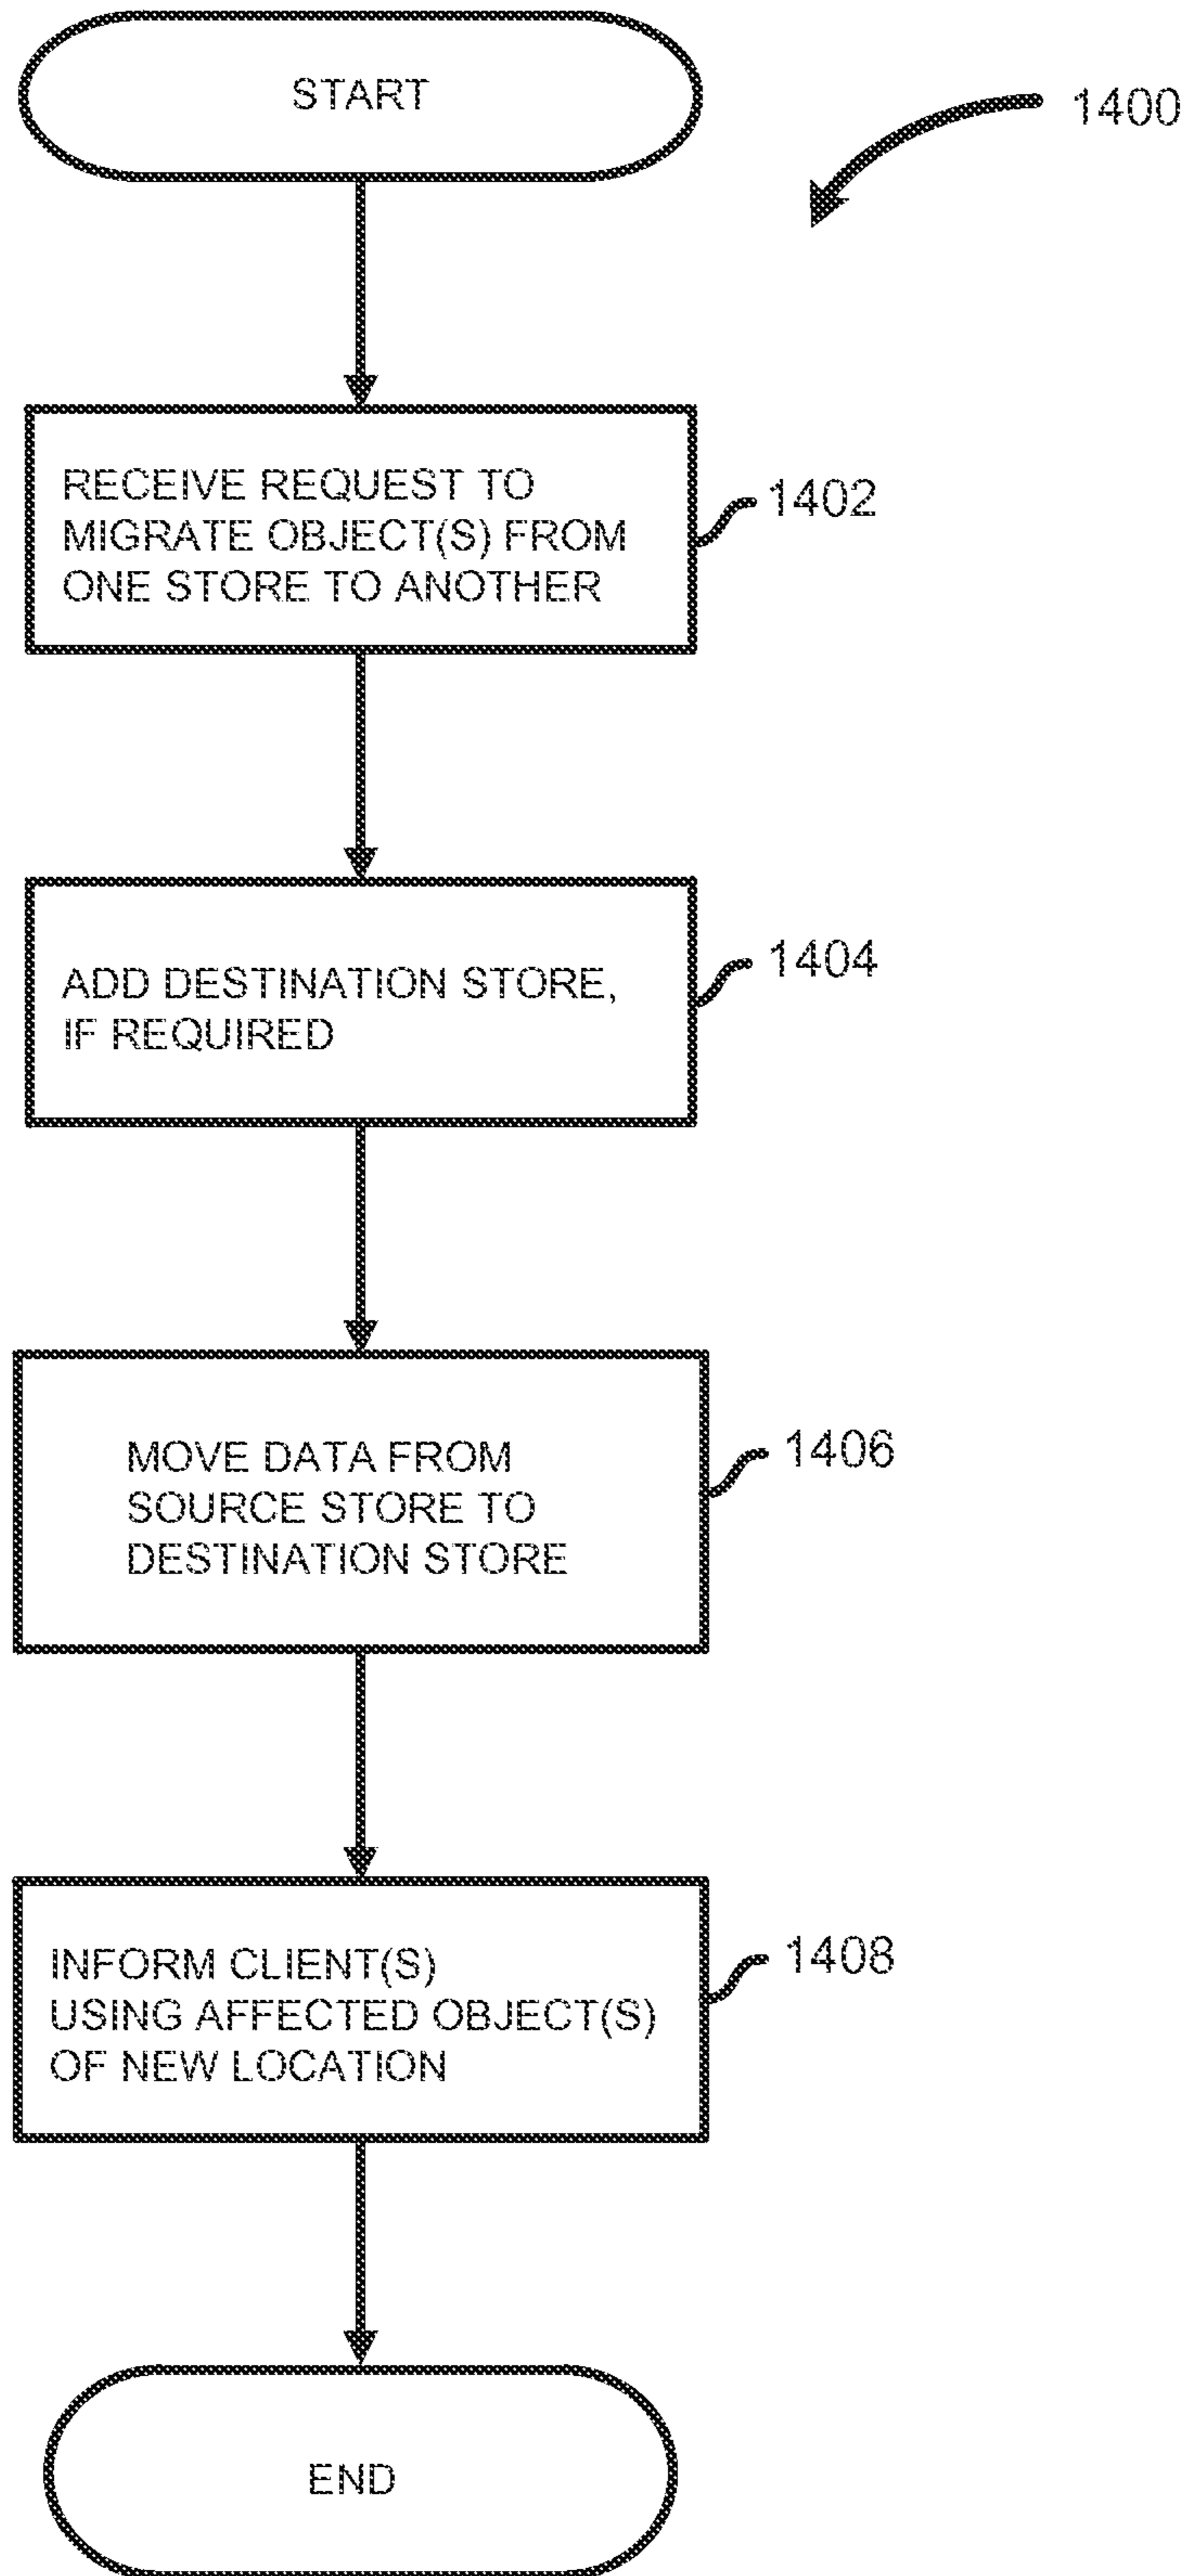 START
1400
RECEIVE REQUEST TO
MIGRATE OBJECT(S) FROM
ONE STORE TO ANOTHER
1402
ADD DESTINATION STORE,
IF REQUIRED
1404
MOVE DATA FROM
SOURCE STORE TO
DESTINATION STORE
1406
INFORM CLIENT(S)
USING AFFECTED OBJECT(S)
OF NEW LOCATION
1408
END